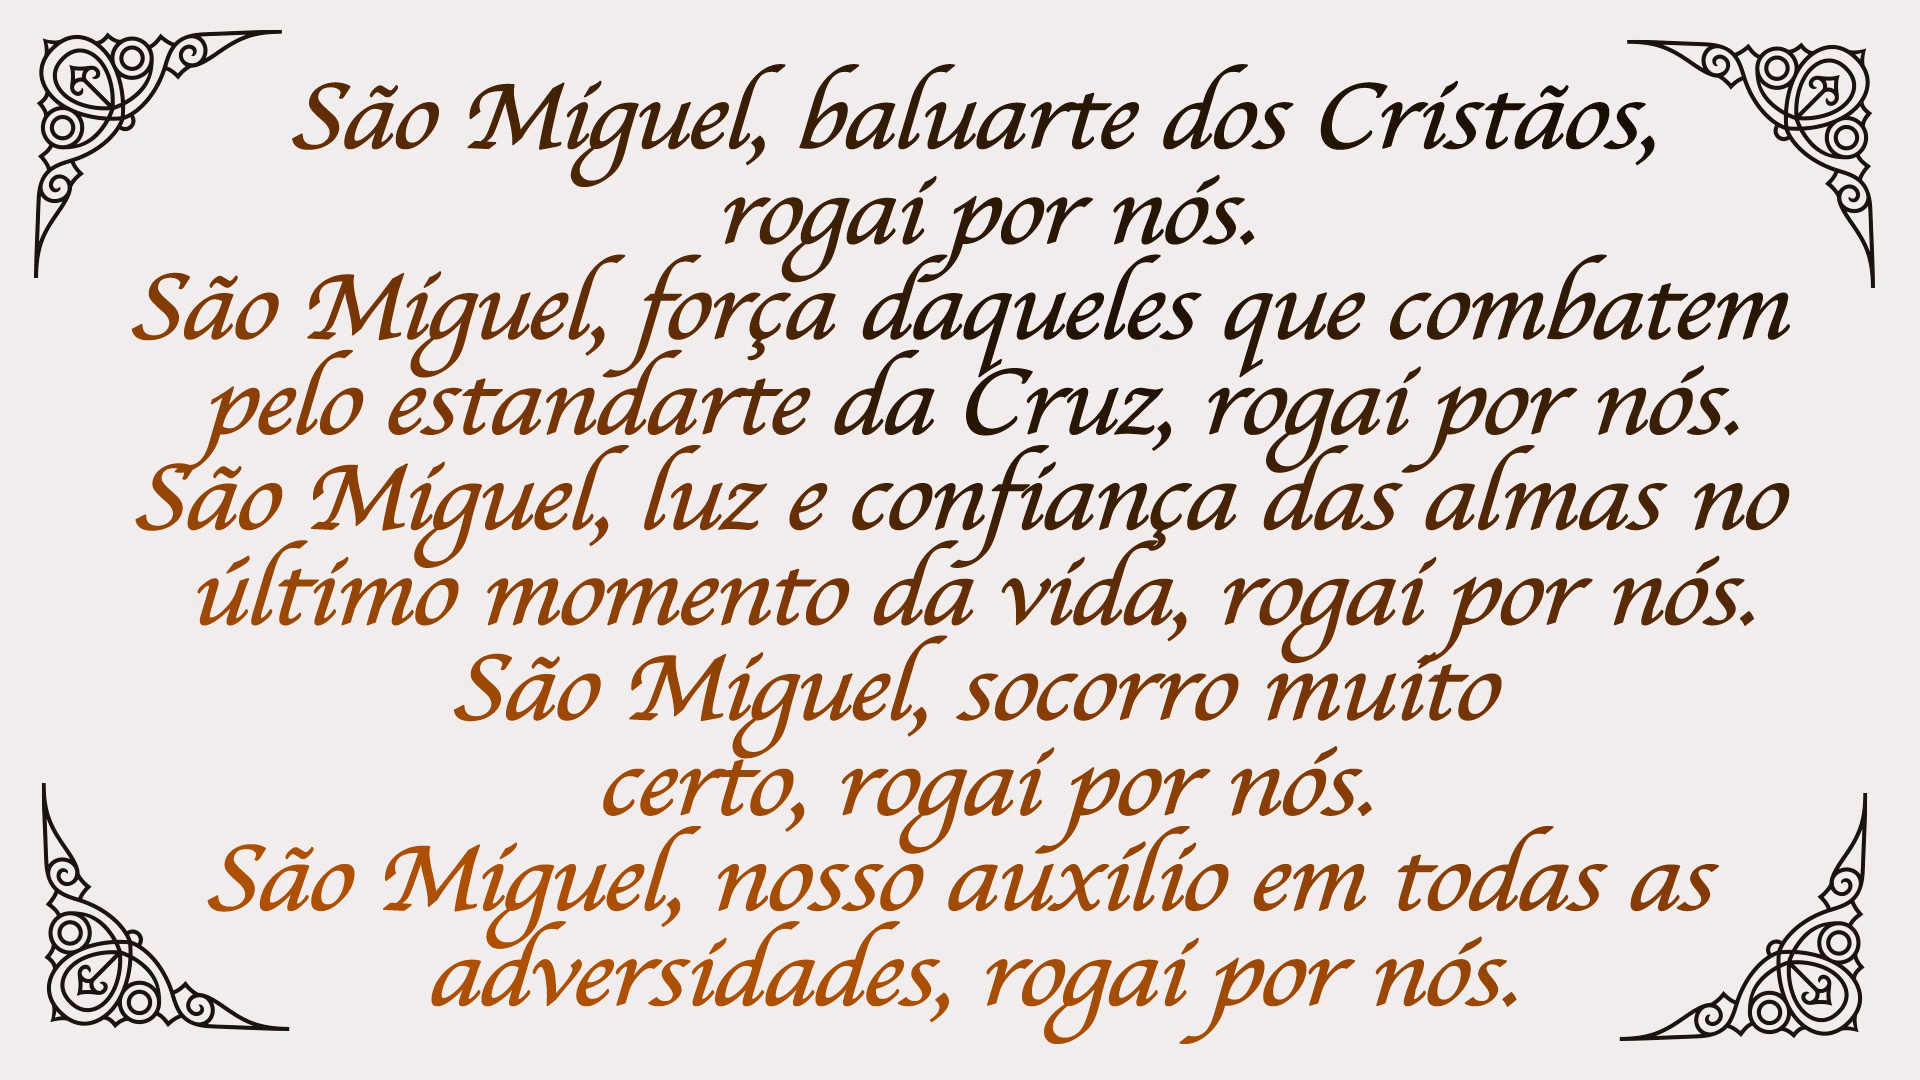 São Miguel, baluarte dos Cristãos,
rogai por nós.
São Miguel, força daqueles que combatem
pelo estandarte da Cruz, rogai por nós.
São Miguel, luz e confiança das almas no
último momento da vida, rogai por nós.
São Miguel, socorro muito
certo, rogai por nós.
São Miguel, nosso auxílio em todas as
adversidades, rogai por nós.